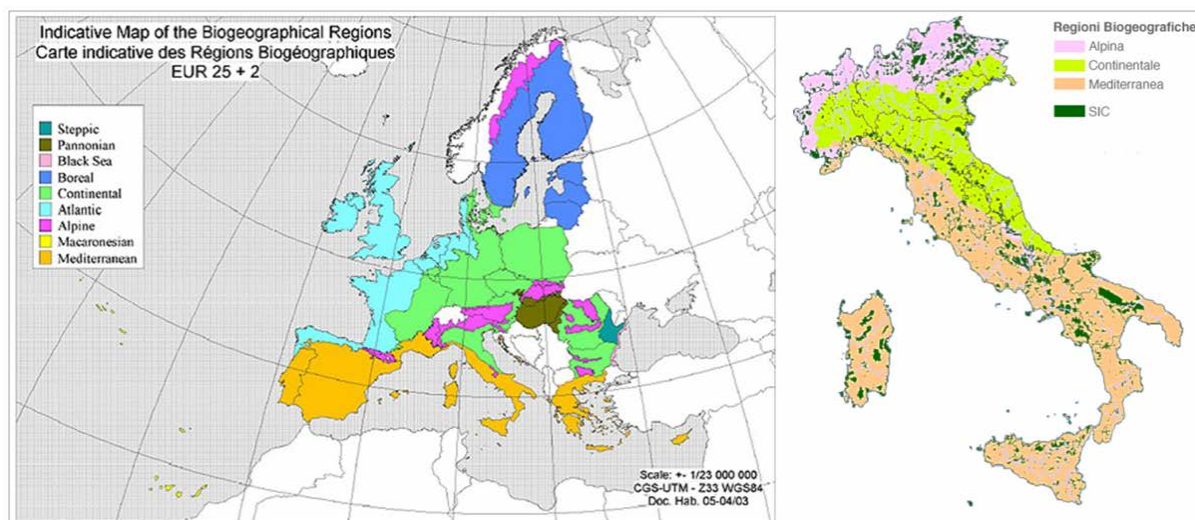 Indicative Map of the Biogeographical Regions
Carte indicative des Régions Biogéographiques
EUR 25 + 2
Steppic
Pannonian
Black Sea
Boreal
Continental
Atlantic
Alpine
Macaronesian
Mediterranean
Scale: +- 1/23 000 000
CGS-UTM - Z33 WGS84
Doc. Hab. 05-04/03
Regioni Biogeografiche
Alpina
Continentale
Mediterranea
SIC